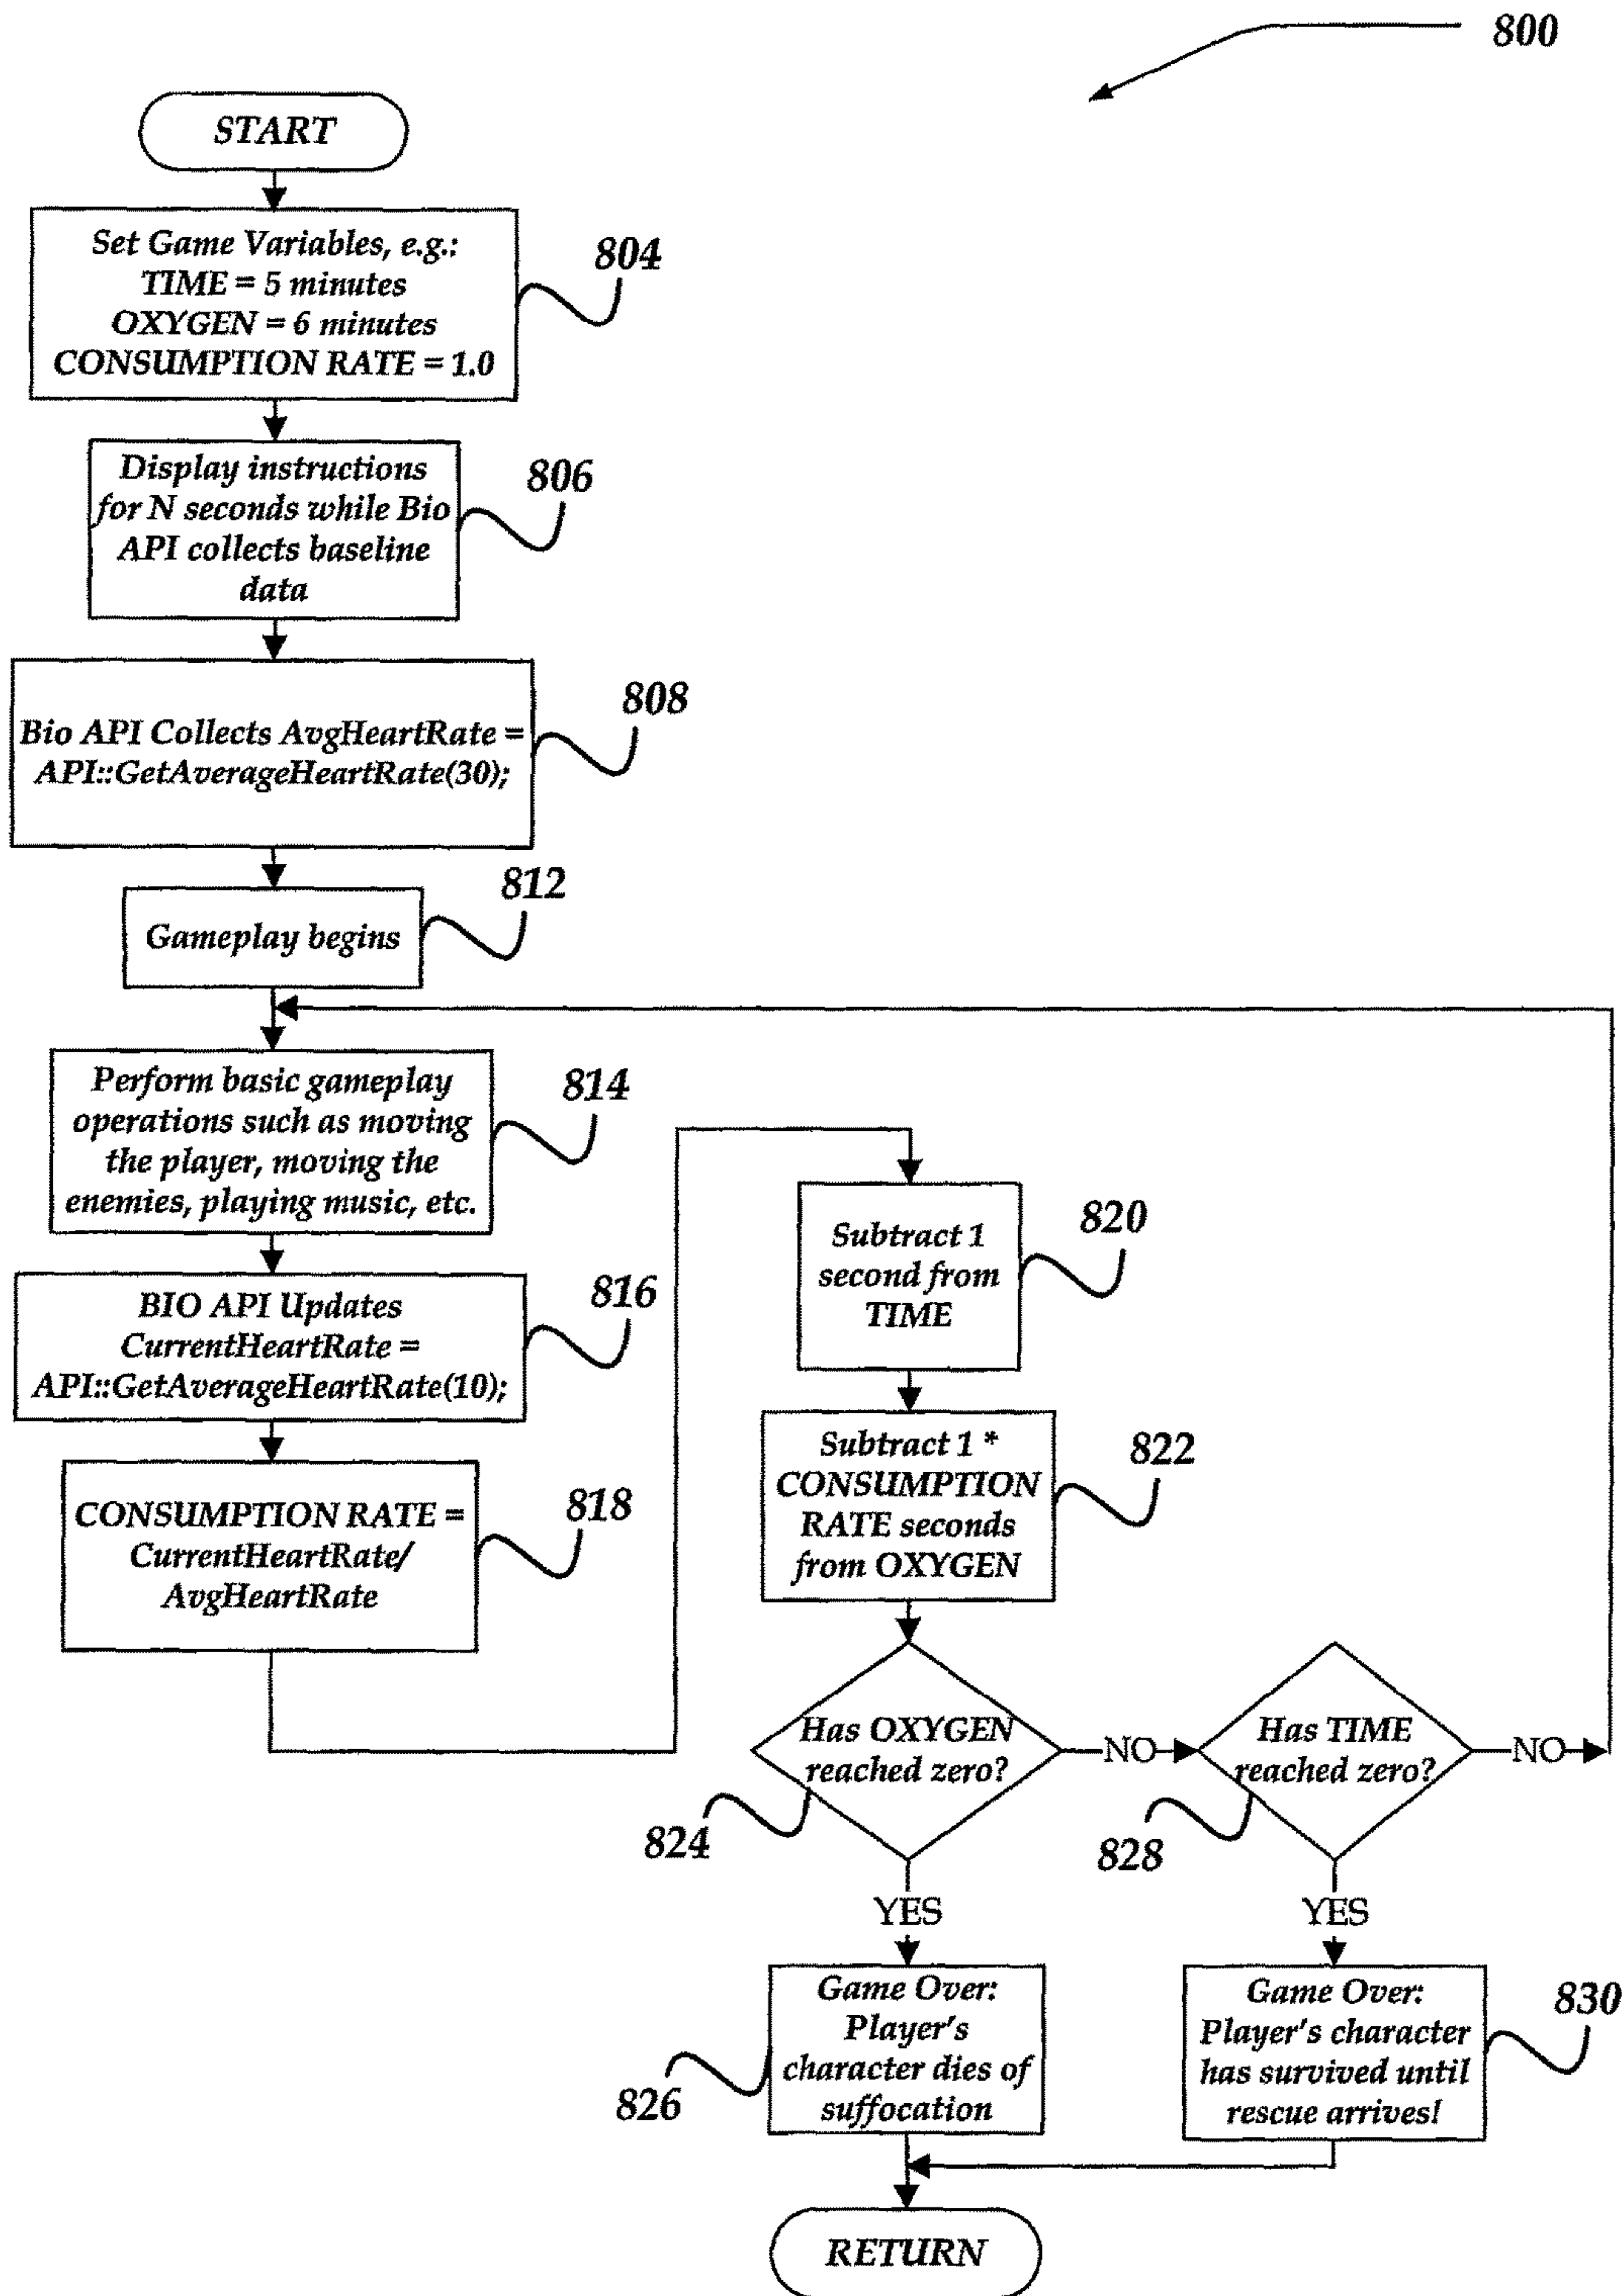 800
START
Set Game Variables, e.g.:
TIME = 5 minutes
OXYGEN = 6 minutes
CONSUMPTION RATE = 1.0
804
Display instructions
for N seconds while Bio
API collects baseline
data
806
Bio API Collects AvgHeartRate =
API::GetAverageHeartRate(30);
808
Gameplay begins
812
Perform basic gameplay
operations such as moving
the player, moving the
enemies, playing music, etc.
814
BIO API Updates
CurrentHeartRate =
API::GetAverageHeartRate(10);
816
CONSUMPTION RATE =
CurrentHeartRate/
AvgHeartRate
818
Subtract 1
second from
TIME
820
Subtract 1 *
CONSUMPTION
RATE seconds
from OXYGEN
822
Has OXYGEN
reached zero?
824
NO
Has TIME
reached zero?
828
NO
YES
YES
Game Over:
Player's
character dies of
suffocation
826
Game Over:
Player's character
has survived until
rescue arrives!
830
RETURN